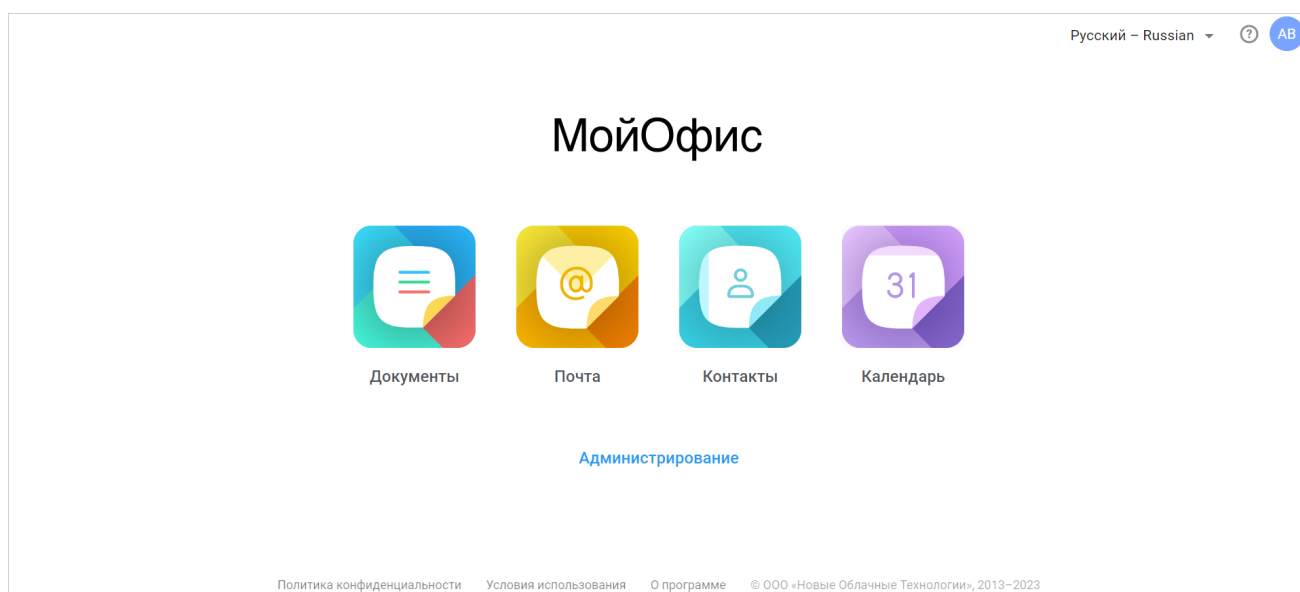 Русский – Russian
? AB
МойОфис
@ 31
Документы Почта Контакты Календарь
Администрирование
Политика конфиденциальности Условия использования О программе © ООО «Новые Облачные Технологии», 2013–2023